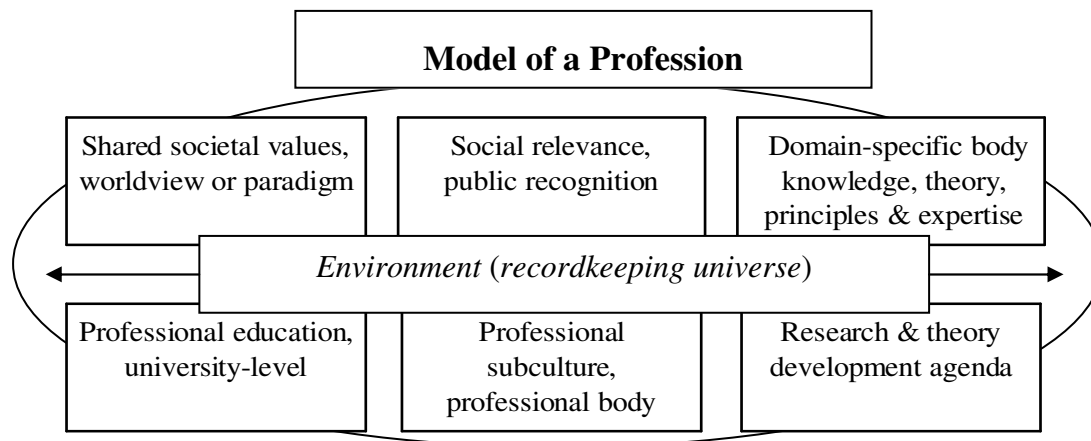 Model of a Profession
Shared societal values,
worldview or paradigm
Social relevance,
public recognition
Domain-specific body
knowledge, theory,
principles & expertise
Environment (recordkeeping universe)
Professional education,
university-level
Professional
subculture,
professional body
Research & theory
development agenda